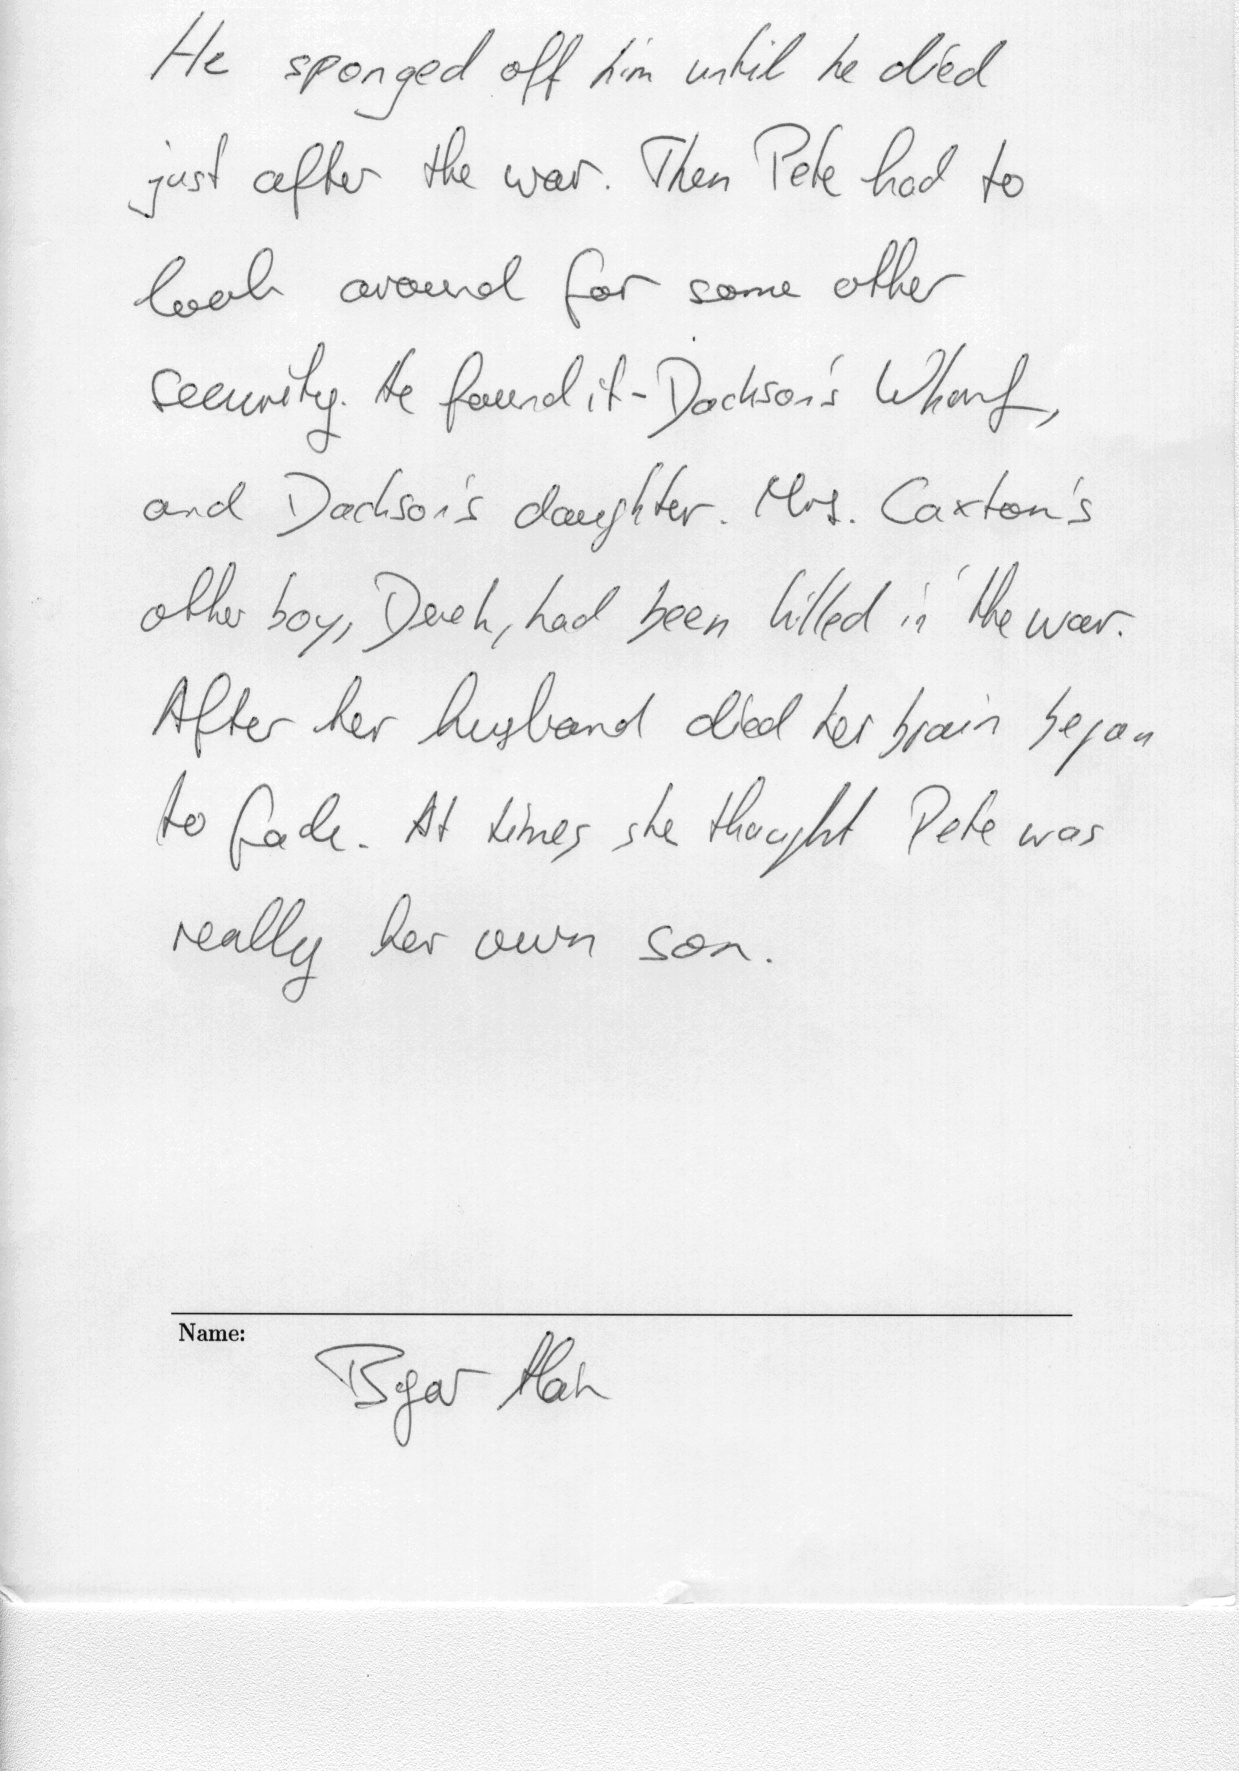 He sponged off him until he died
just after the war. Then Pete had to
look around for some other
security. He found it - Dockson's Wharf,
and Dockson's daughter. Mrs. Caxton's
other boy, Derek, had been killed in the war.
After her husband died her brain began
to fade. At times she thought Pete was
really her own son.
Name: